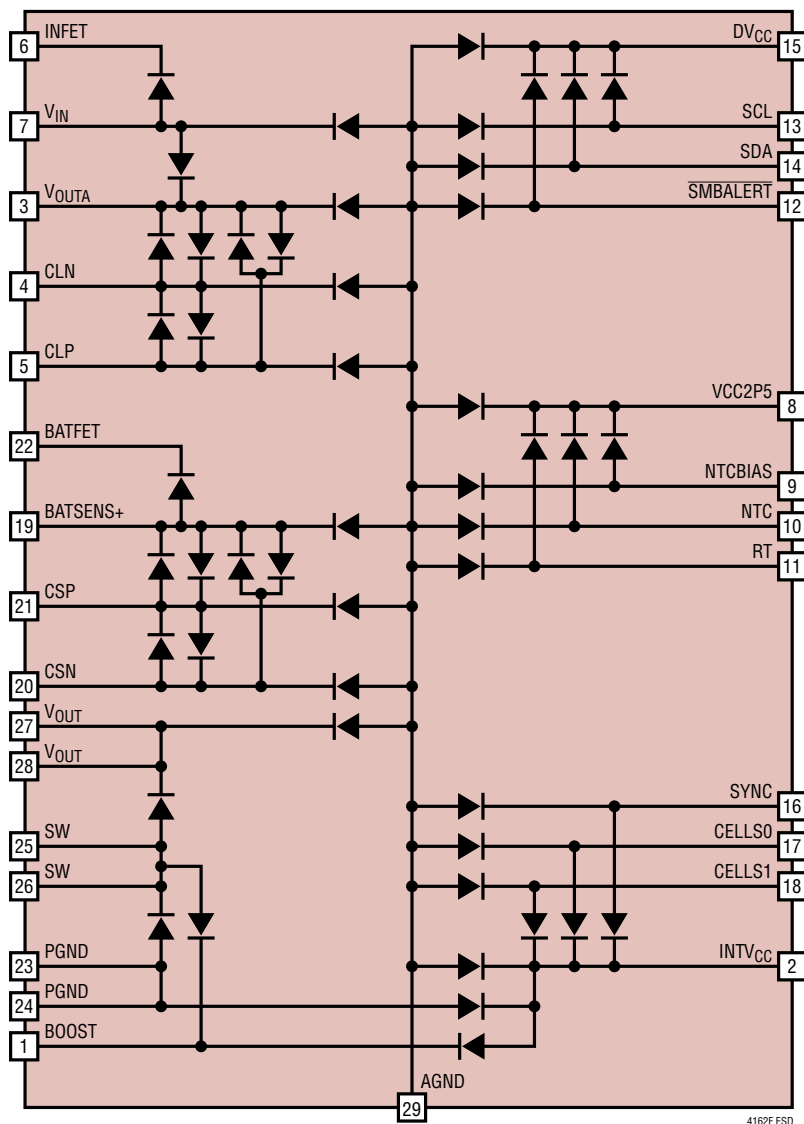 6 INFET
7 VIN
3 VOUTA
4 CLN
5 CLP
22 BATFET
19 BATSENS+
21 CSP
20 CSN
27 VOUT
28 VOUT
25 SW
26 SW
23 PGND
24 PGND
1 BOOST
DVCC 15
SCL 13
SDA 14
SMBALERT 12
VCC2P5 8
NTCBIAS 9
NTC 10
RT 11
SYNC 16
CELLS0 17
CELLS1 18
INTVCC 2
AGND
29
4162F ESD